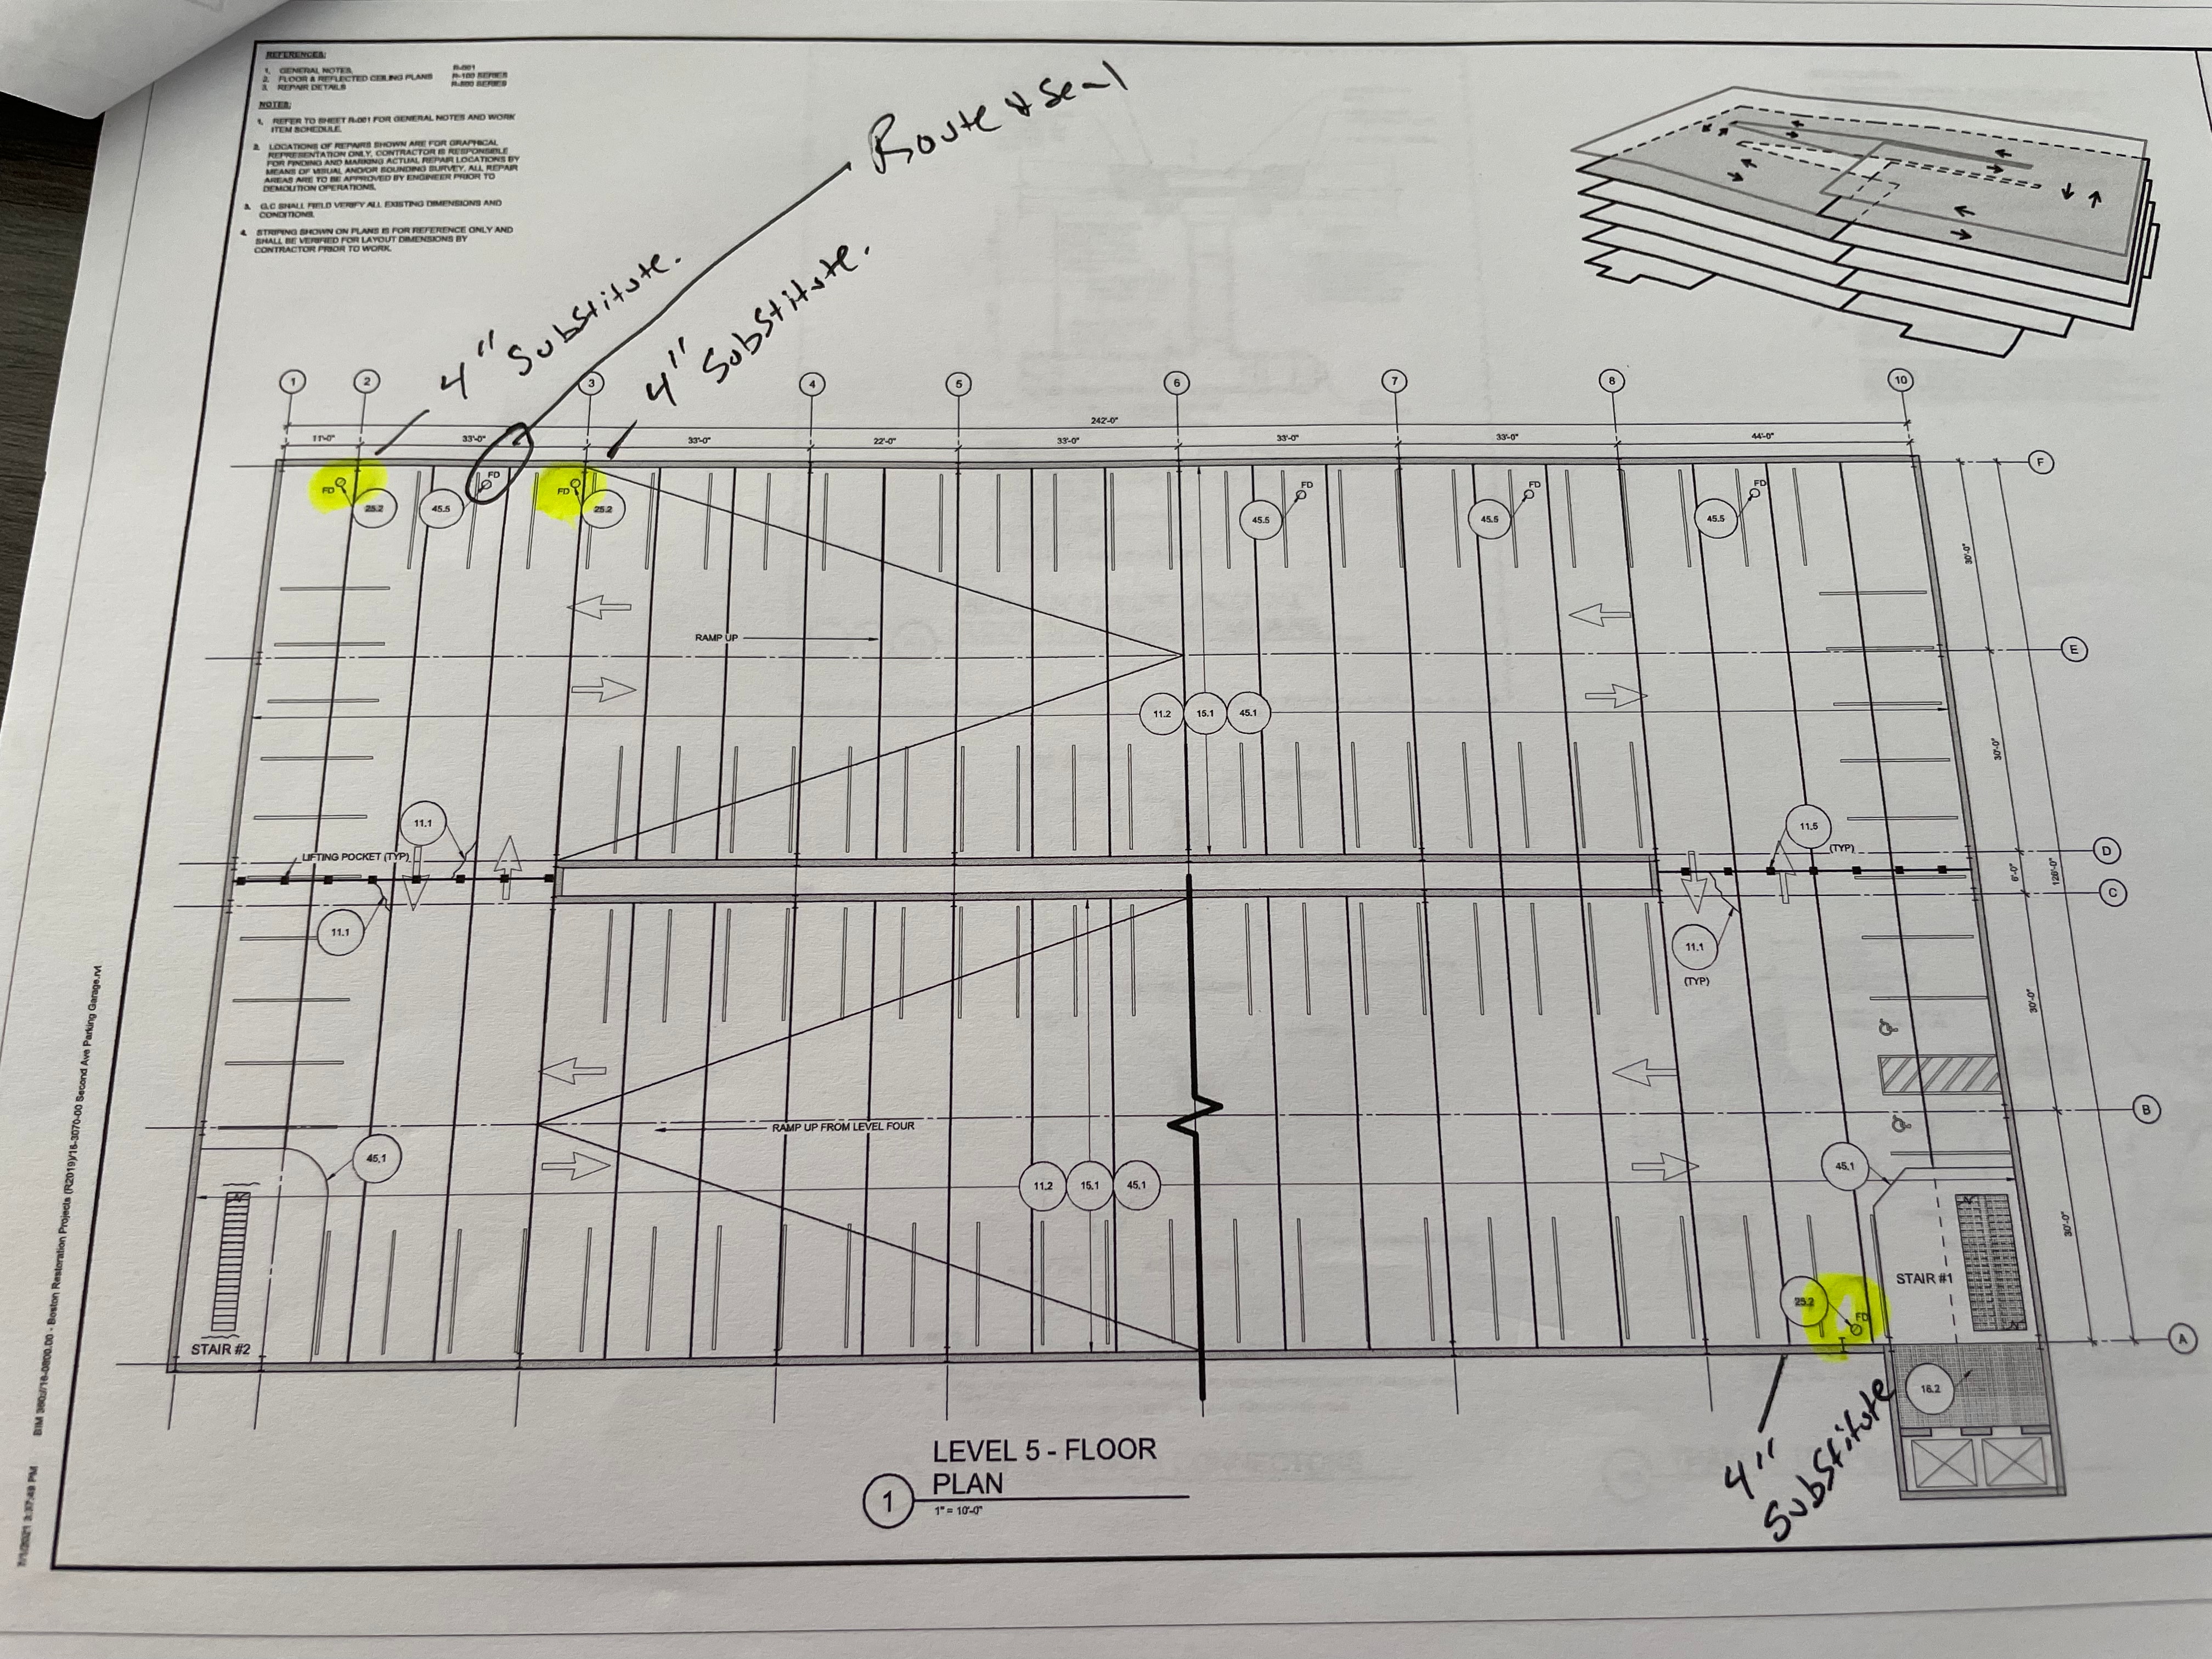 REFERENCES:
1. GENERAL NOTES R-001
2. FLOOR & REFLECTED CEILING PLANS R-100 SERIES
3. REPAIR DETAILS R-500 SERIES
NOTES:
1. REFER TO SHEET R-001 FOR GENERAL NOTES AND WORK
ITEM SCHEDULE.
2. LOCATIONS OF REPAIRS SHOWN ARE FOR GRAPHICAL
REPRESENTATION ONLY, CONTRACTOR IS RESPONSIBLE
FOR FINDING AND MARKING ACTUAL REPAIR LOCATIONS BY
MEANS OF VISUAL AND/OR SOUNDING SURVEY. ALL REPAIR
AREAS ARE TO BE APPROVED BY ENGINEER PRIOR TO
DEMOLITION OPERATIONS.
3. G.C SHALL FIELD VERIFY ALL EXISTING DIMENSIONS AND
CONDITIONS.
4. STRIPING SHOWN ON PLANS IS FOR REFERENCE ONLY AND
SHALL BE VERIFIED FOR LAYOUT DIMENSIONS BY
CONTRACTOR PRIOR TO WORK.
Route & Seal
4" Substitute.
4" Substitute.
1 2 3 4 5 6 7 8 10
242'-0"
11'-0" 33'-0" 33'-0" 22'-0" 33'-0" 33'-0" 33'-0" 44'-0"
F
FD 25.2 45.5 FD FD 25.2 45.5 FD 45.5 FD 45.5 FD
30'-0"
RAMP UP
E
11.2 15.1 45.1
30'-0"
11.1
11.5
(TYP)
LIFTING POCKET (TYP)
D
6'-0"
126'-0"
C
11.1
11.1
(TYP)
30'-0"
B
RAMP UP FROM LEVEL FOUR
45.1
45.1
11.2 15.1 45.1
30'-0"
STAIR #1
25.2
FD
A
STAIR #2
16.2
4"
Substitute
LEVEL 5 - FLOOR
PLAN
1
1" = 10'-0"
7/1/2021 3:37:49 PM
BIM 360://16-0800.00 - Boston Restoration Projects (R2019)/16-3070-00 Second Ave Parking Garage.rvt